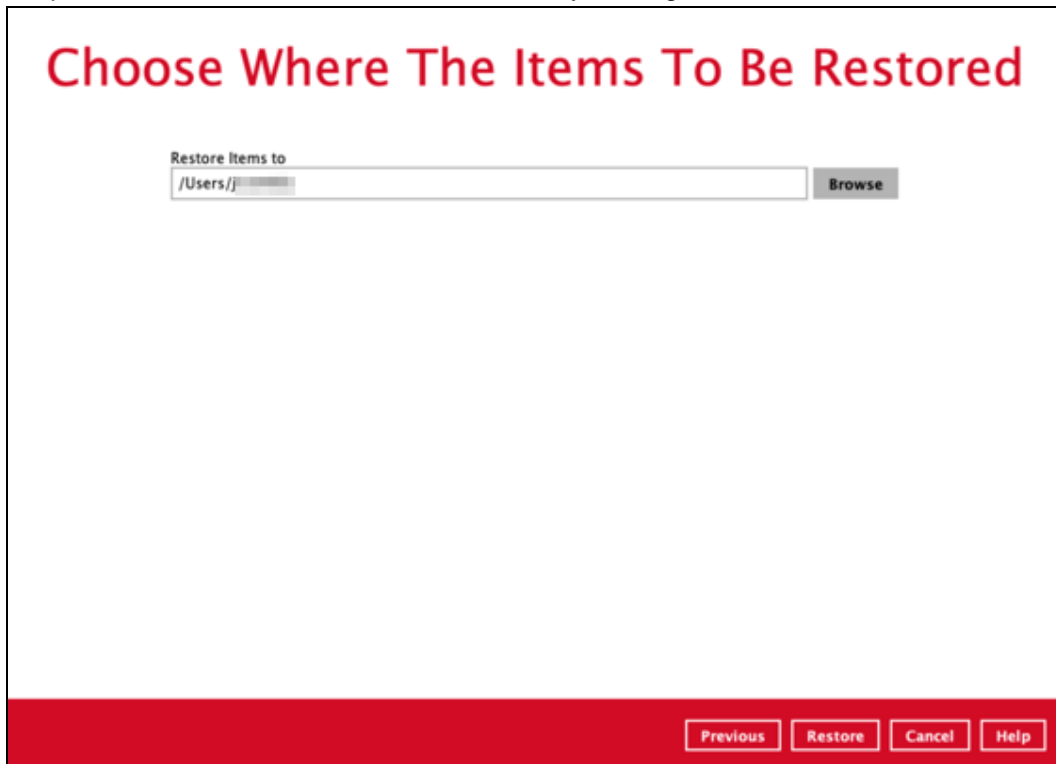 Choose Where The Items To Be Restored
Restore Items to
/Users/j
Browse
Previous Restore Cancel Help